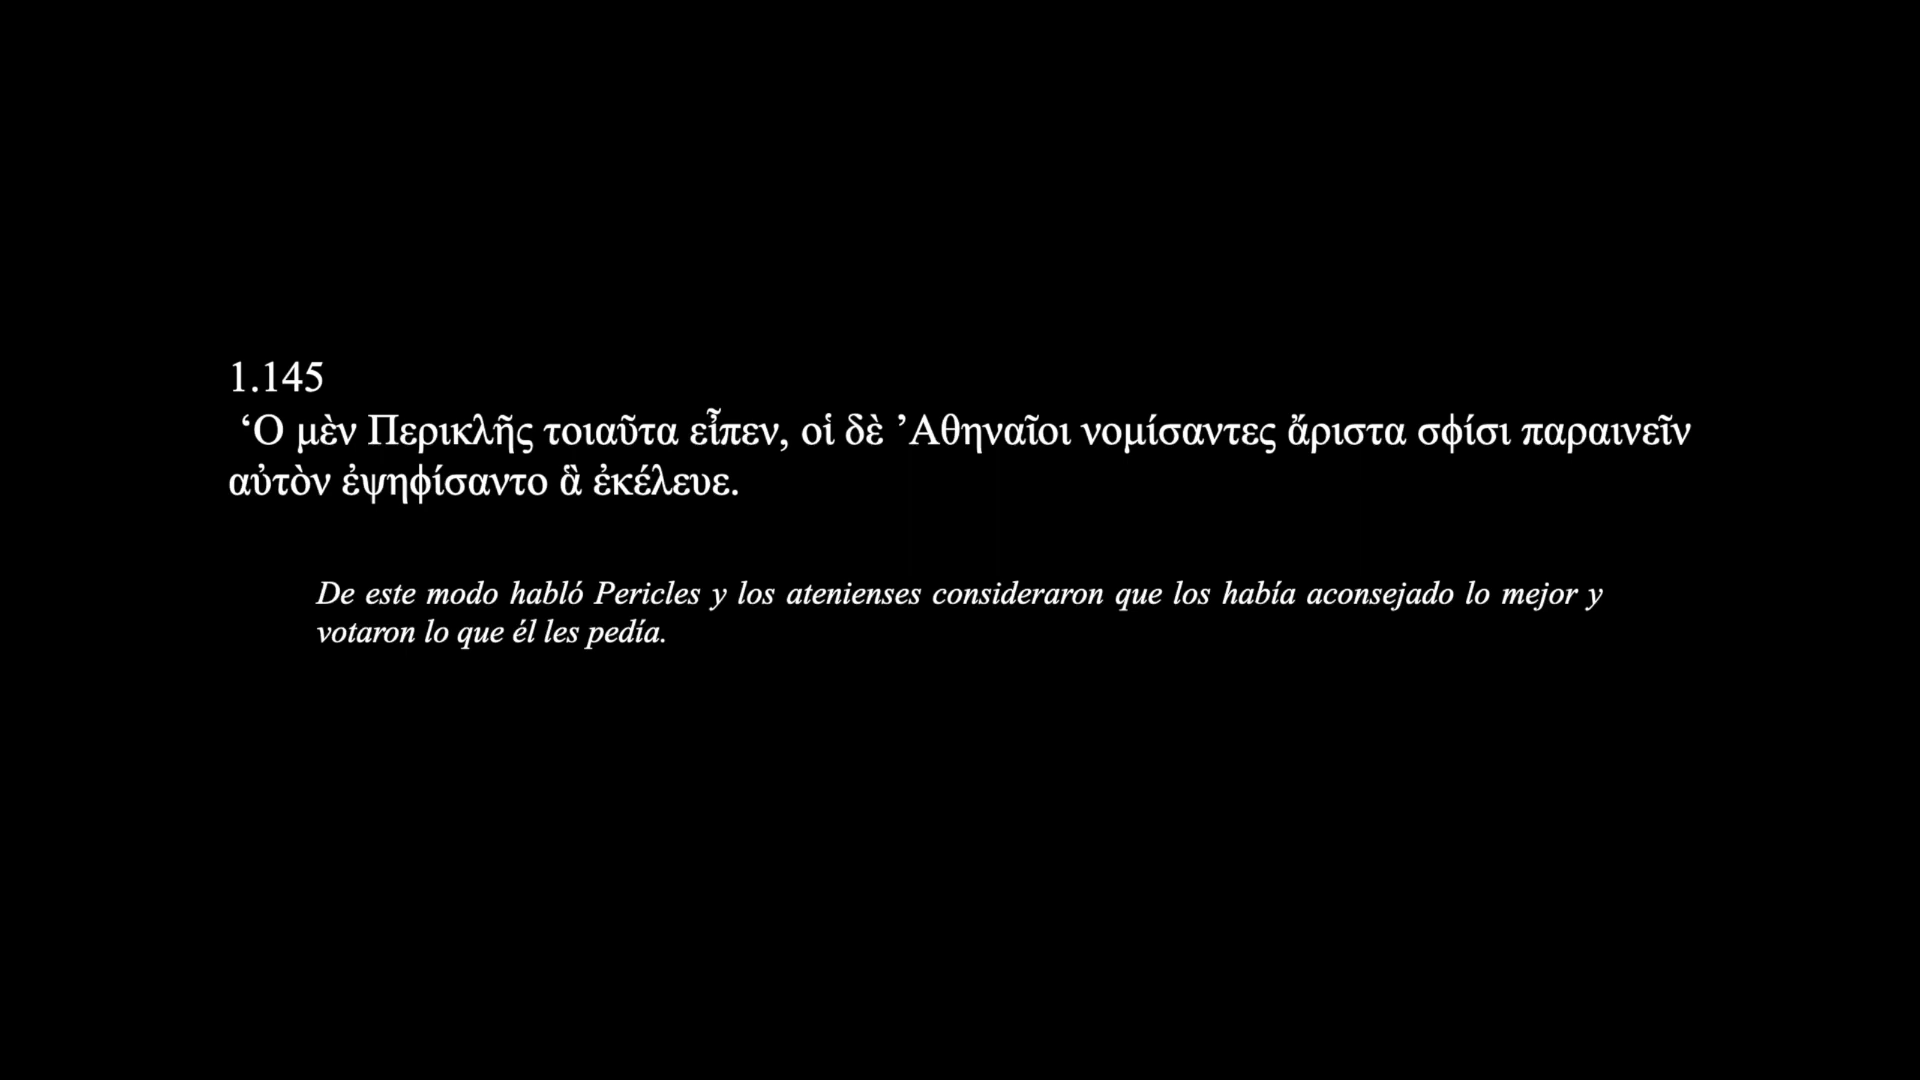 1.145
‘Ο μὲν Περικλῆς τοιαῦτα εἶπεν, οἱ δὲ ’Αθηναῖοι νομίσαντες ἄριστα σφίσι παραινεῖν
αὐτὸν ἐψηφίσαντο ἃ ἐκέλευε.
De este modo habló Pericles y los atenienses consideraron que los había aconsejado lo mejor y
votaron lo que él les pedía.